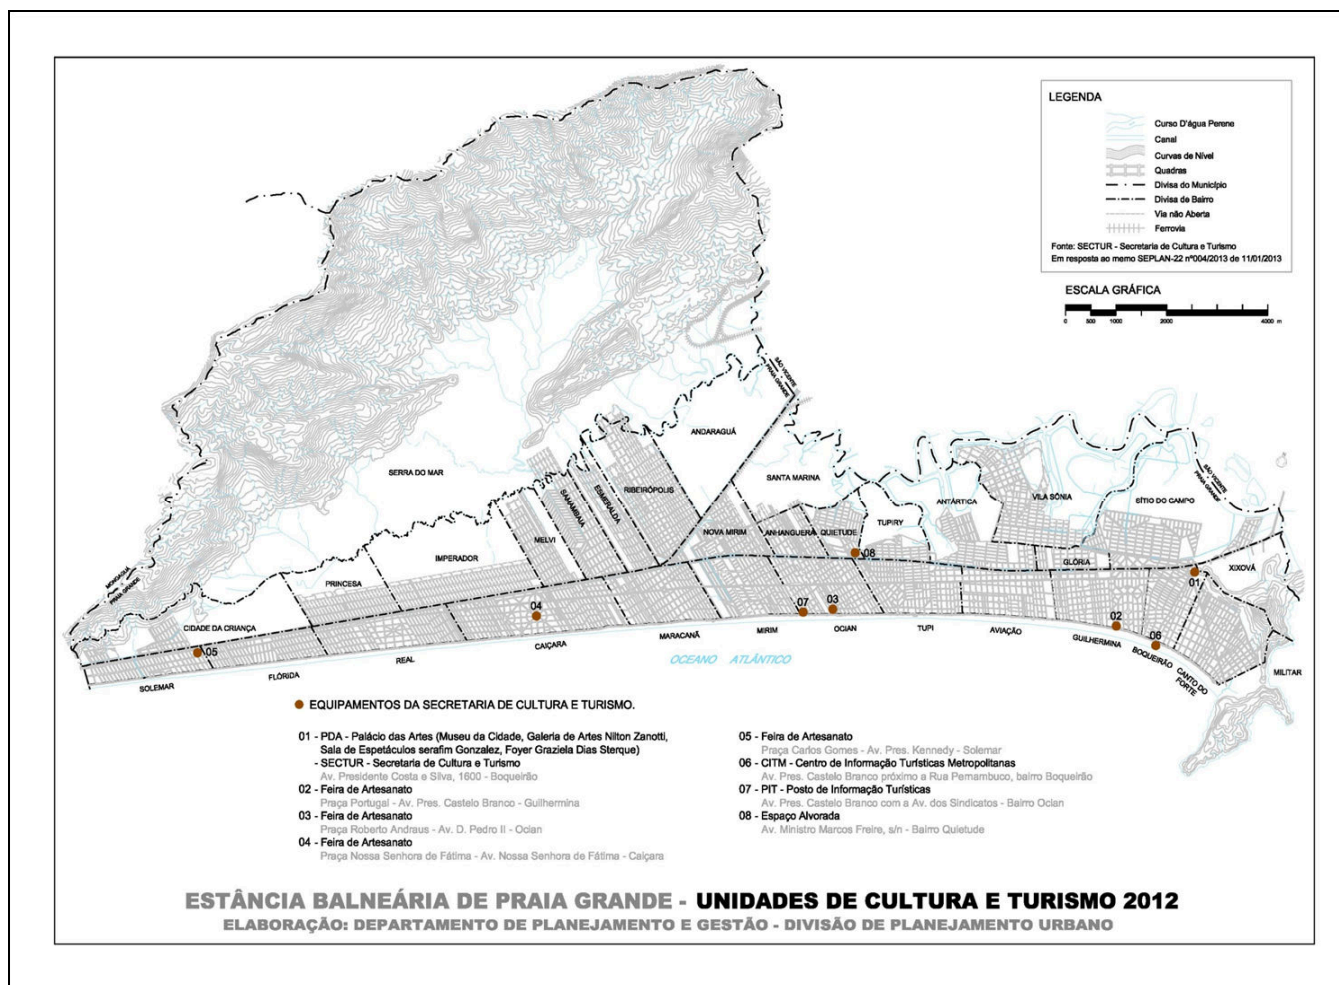 LEGENDA
Curso D'água Perene
Canal
Curvas de Nível
Quadras
Divisa do Município
Divisa de Bairro
Via não Aberta
Ferrovia
Fonte: SECTUR - Secretaria de Cultura e Turismo
Em resposta ao memo SEPLAN-22 nº004/2013 de 11/01/2013
ESCALA GRÁFICA
0 500 1000 2000 4000 m
SÃO VICENTE
PRAIA GRANDE
ANDARAGUÁ
SERRA DO MAR
SANTA MARINA
RIBEIRÓPOLIS
ESMERALDA
SAMAMBAIA
MELVI
ANTÁRTICA
VILA SÔNIA
SÍTIO DO CAMPO
SÃO VICENTE
PRAIA GRANDE
NOVA MIRIM
ANHANGUERA
QUIETUDE
TUPIRY
08
GLÓRIA
XIXOVÁ
01
IMPERADOR
PRINCESA
MONGAGUÁ
PRAIA GRANDE
CIDADE DA CRIANÇA
04
07
03
02
06
05
SOLEMAR
FLÓRIDA
REAL
CAIÇARA
MARACANÃ
MIRIM
OCIAN
TUPI
AVIAÇÃO
GUILHERMINA
BOQUEIRÃO
CANTO DO
FORTE
MILITAR
OCEANO ATLÂNTICO
EQUIPAMENTOS DA SECRETARIA DE CULTURA E TURISMO.
01 - PDA - Palácio das Artes (Museu da Cidade, Galeria de Artes Nilton Zanotti,
Sala de Espetáculos serafim Gonzalez, Foyer Graziela Dias Sterque)
- SECTUR - Secretaria de Cultura e Turismo
Av. Presidente Costa e Silva, 1600 - Boqueirão
02 - Feira de Artesanato
Praça Portugal - Av. Pres. Castelo Branco - Guilhermina
03 - Feira de Artesanato
Praça Roberto Andraus - Av. D. Pedro II - Ocian
04 - Feira de Artesanato
Praça Nossa Senhora de Fátima - Av. Nossa Senhora de Fátima - Caiçara
05 - Feira de Artesanato
Praça Carlos Gomes - Av. Pres. Kennedy - Solemar
06 - CITM - Centro de Informação Turísticas Metropolitanas
Av. Pres. Castelo Branco próximo a Rua Pernambuco, bairro Boqueirão
07 - PIT - Posto de Informação Turísticas
Av. Pres. Castelo Branco com a Av. dos Sindicatos - Bairro Ocian
08 - Espaço Alvorada
Av. Ministro Marcos Freire, s/n - Bairro Quietude
ESTÂNCIA BALNEÁRIA DE PRAIA GRANDE - UNIDADES DE CULTURA E TURISMO 2012
ELABORAÇÃO: DEPARTAMENTO DE PLANEJAMENTO E GESTÃO - DIVISÃO DE PLANEJAMENTO URBANO